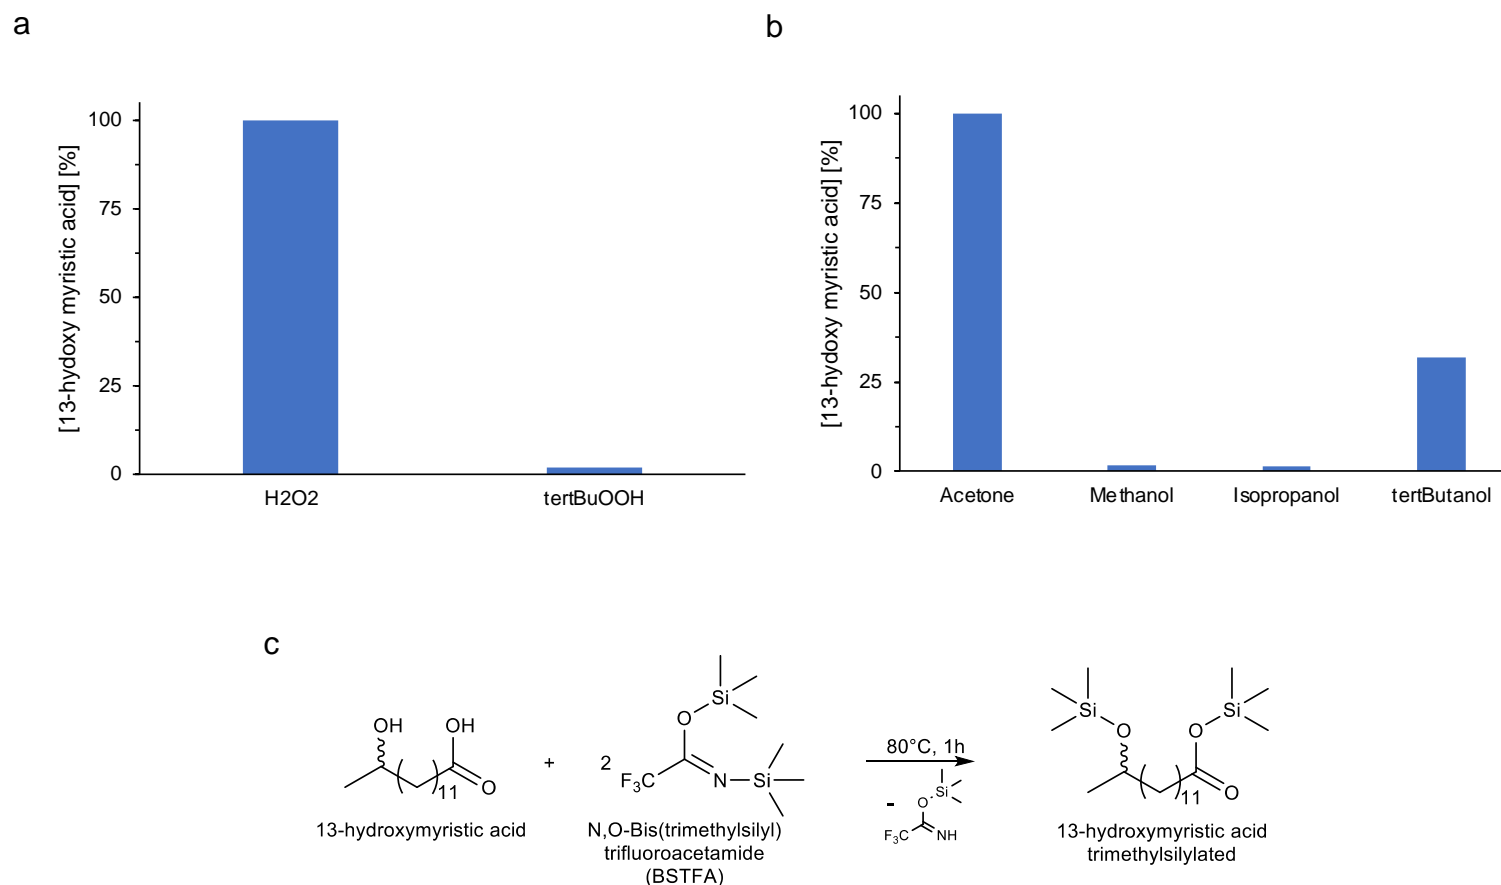 a
b
[13-hydoxy myristic acid] [%]
100
75
50
25
0
H2O2
tertBuOOH
[13-hydoxy myristic acid] [%]
100
75
50
25
0
Acetone
Methanol
Isopropanol
tertButanol
c
OH
OH
O
11
13-hydroxymyristic acid
+
2
Si
O
F3C
N
Si
N,O-Bis(trimethylsilyl)
trifluoroacetamide
(BSTFA)
80°C, 1h
-
Si
O
F3C
NH
Si
O
Si
O
O
11
13-hydroxymyristic acid
trimethylsilylated